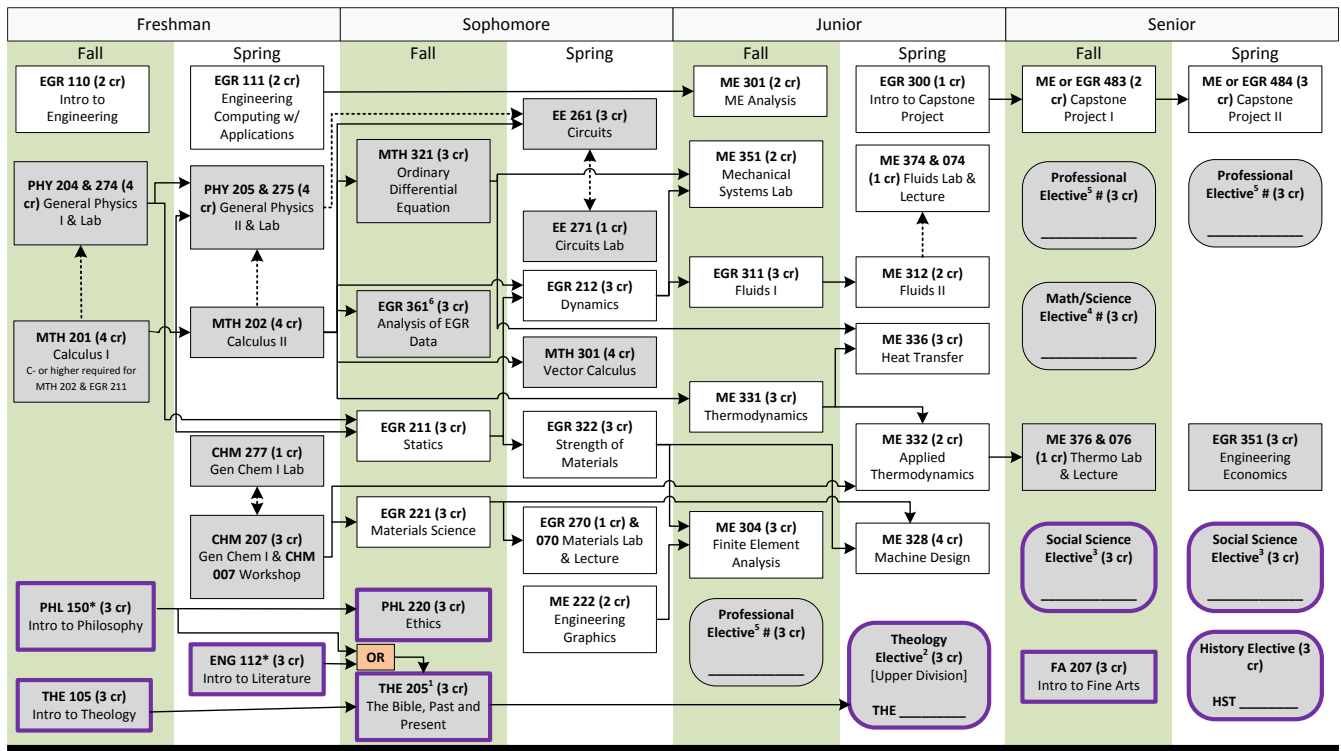 Freshman
Sophomore
Junior
Senior
Fall
Spring
Fall
Spring
Fall
Spring
Fall
Spring
EGR 110 (2 cr)
Intro to
Engineering
PHY 204 & 274 (4
cr) General Physics
I & Lab
MTH 201 (4 cr)
Calculus I
C- or higher required for
MTH 202 & EGR 211
PHL 150* (3 cr)
Intro to Philosophy
THE 105 (3 cr)
Intro to Theology
EGR 111 (2 cr)
Engineering
Computing w/
Applications
PHY 205 & 275 (4
cr) General Physics
II & Lab
MTH 202 (4 cr)
Calculus II
CHM 277 (1 cr)
Gen Chem I Lab
CHM 207 (3 cr)
Gen Chem I & CHM
007 Workshop
ENG 112* (3 cr)
Intro to Literature
MTH 321 (3 cr)
Ordinary
Differential
Equation
EGR 361⁶ (3 cr)
Analysis of EGR
Data
EGR 211 (3 cr)
Statics
EGR 221 (3 cr)
Materials Science
PHL 220 (3 cr)
Ethics
OR
THE 205¹ (3 cr)
The Bible, Past and
Present
EE 261 (3 cr)
Circuits
EE 271 (1 cr)
Circuits Lab
EGR 212 (3 cr)
Dynamics
MTH 301 (4 cr)
Vector Calculus
EGR 322 (3 cr)
Strength of
Materials
EGR 270 (1 cr) &
070 Materials Lab
& Lecture
ME 222 (2 cr)
Engineering
Graphics
ME 301 (2 cr)
ME Analysis
ME 351 (2 cr)
Mechanical
Systems Lab
EGR 311 (3 cr)
Fluids I
ME 331 (3 cr)
Thermodynamics
ME 304 (3 cr)
Finite Element
Analysis
Professional
Elective⁵ # (3 cr)
_____________
EGR 300 (1 cr)
Intro to Capstone
Project
ME 374 & 074
(1 cr) Fluids Lab &
Lecture
ME 312 (2 cr)
Fluids II
ME 336 (3 cr)
Heat Transfer
ME 332 (2 cr)
Applied
Thermodynamics
ME 328 (4 cr)
Machine Design
Theology
Elective² (3 cr)
[Upper Division]
THE _________
ME or EGR 483 (2
cr) Capstone
Project I
Professional
Elective⁵ # (3 cr)
_____________
Math/Science
Elective⁴ # (3 cr)
_____________
ME 376 & 076
(1 cr) Thermo Lab
& Lecture
Social Science
Elective³ (3 cr)
_____________
FA 207 (3 cr)
Intro to Fine Arts
ME or EGR 484 (3
cr) Capstone
Project II
Professional
Elective⁵ # (3 cr)
_____________
EGR 351 (3 cr)
Engineering
Economics
Social Science
Elective³ (3 cr)
_____________
History Elective (3
cr)
HST ________